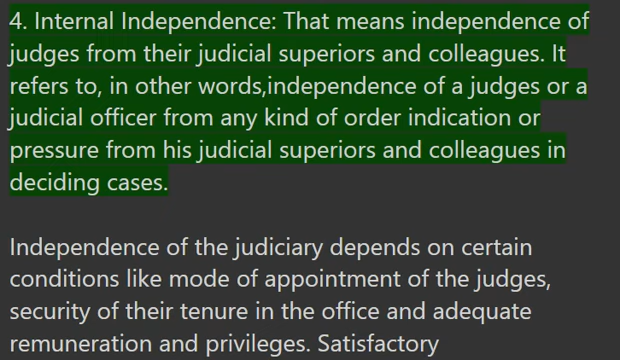 4. Internal Independence: That means independence of
judges from their judicial superiors and colleagues. It
refers to, in other words,independence of a judges or a
judicial officer from any kind of order indication or
pressure from his judicial superiors and colleagues in
deciding cases.
Independence of the judiciary depends on certain
conditions like mode of appointment of the judges,
security of their tenure in the office and adequate
remuneration and privileges. Satisfactory